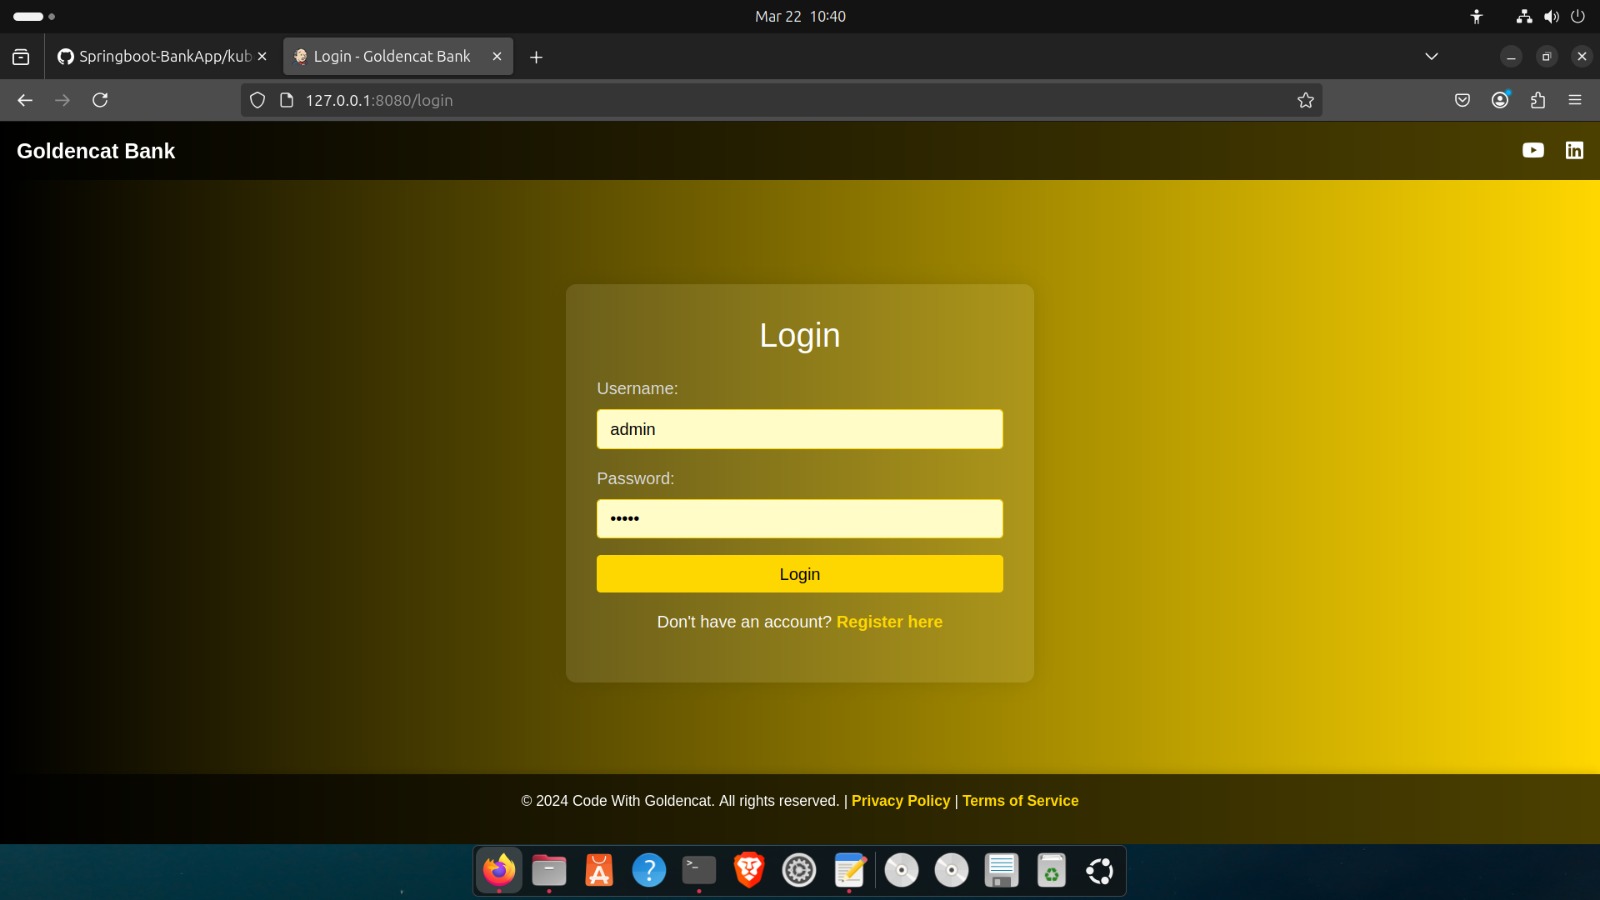 Mar 22 10:40
Springboot-BankApp/kub
Login - Goldencat Bank
127.0.0.1:8080/login
Goldencat Bank
Login
Username:
admin
Password:
•••••
Login
Don't have an account? Register here
© 2024 Code With Goldencat. All rights reserved. | Privacy Policy | Terms of Service